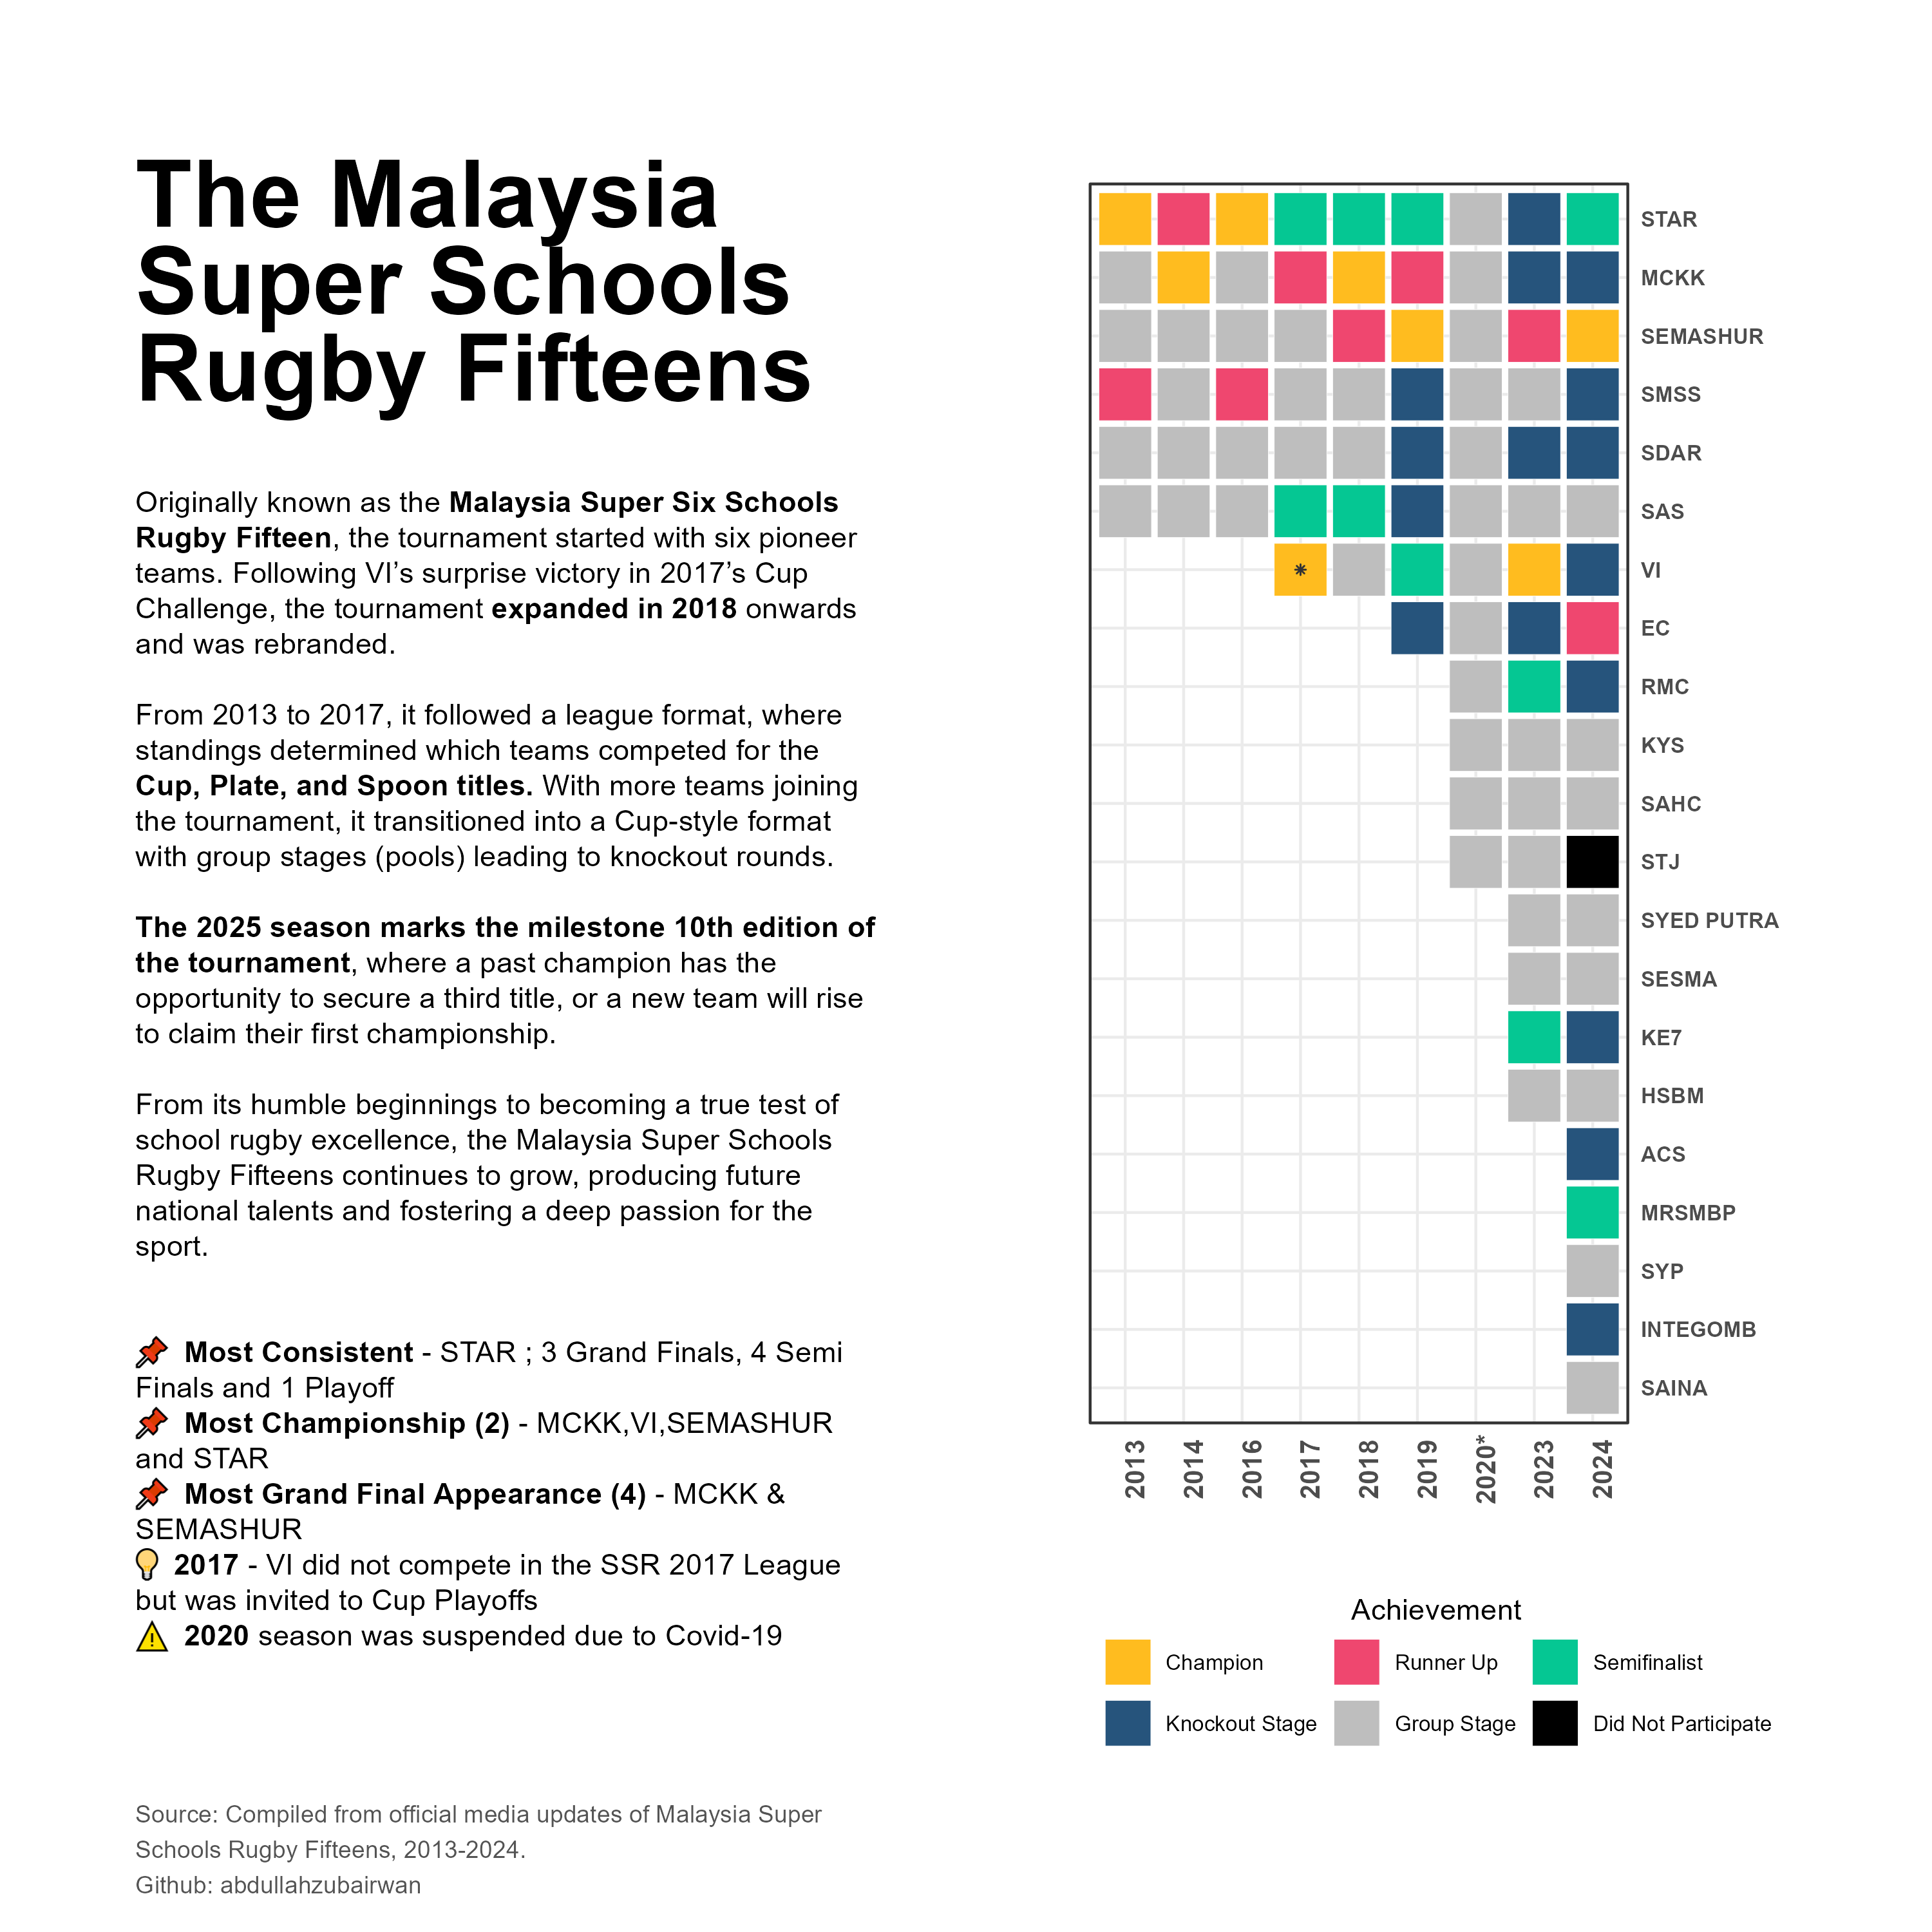 The Malaysia
Super Schools
Rugby Fifteens
Originally known as the Malaysia Super Six Schools
Rugby Fifteen, the tournament started with six pioneer
teams. Following VI’s surprise victory in 2017’s Cup
Challenge, the tournament expanded in 2018 onwards
and was rebranded.
From 2013 to 2017, it followed a league format, where
standings determined which teams competed for the
Cup, Plate, and Spoon titles. With more teams joining
the tournament, it transitioned into a Cup-style format
with group stages (pools) leading to knockout rounds.
The 2025 season marks the milestone 10th edition of
the tournament, where a past champion has the
opportunity to secure a third title, or a new team will rise
to claim their first championship.
From its humble beginnings to becoming a true test of
school rugby excellence, the Malaysia Super Schools
Rugby Fifteens continues to grow, producing future
national talents and fostering a deep passion for the
sport.
📌 Most Consistent - STAR ; 3 Grand Finals, 4 Semi
Finals and 1 Playoff
📌 Most Championship (2) - MCKK,VI,SEMASHUR
and STAR
📌 Most Grand Final Appearance (4) - MCKK &
SEMASHUR
💡 2017 - VI did not compete in the SSR 2017 League
but was invited to Cup Playoffs
⚠️ 2020 season was suspended due to Covid-19
Source: Compiled from official media updates of Malaysia Super
Schools Rugby Fifteens, 2013-2024.
Github: abdullahzubairwan
STAR
MCKK
SEMASHUR
SMSS
SDAR
SAS
* VI
EC
RMC
KYS
SAHC
STJ
SYED PUTRA
SESMA
KE7
HSBM
ACS
MRSMBP
SYP
INTEGOMB
SAINA
2013 2014 2016 2017 2018 2019 2020* 2023 2024
Achievement
Champion Runner Up Semifinalist
Knockout Stage Group Stage Did Not Participate